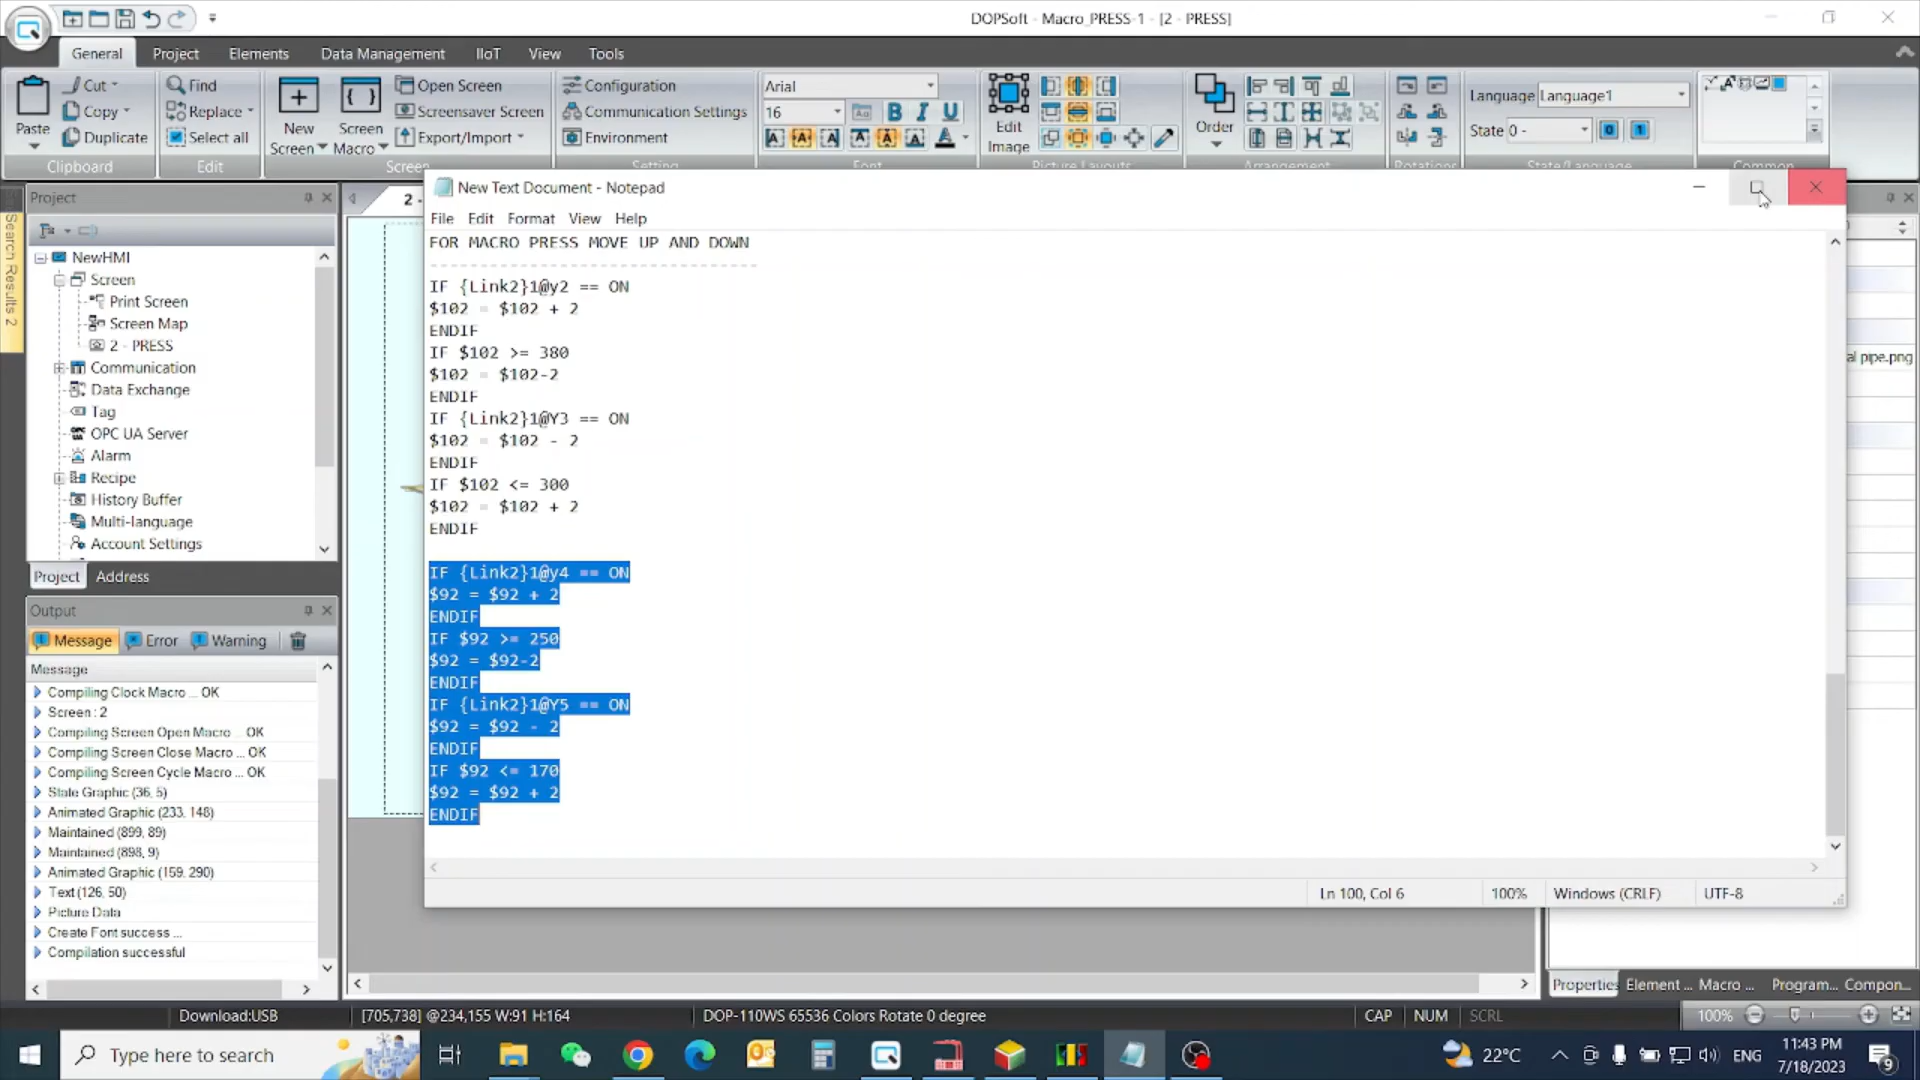 DOPSoft - Macro_PRESS-1 - [2 - PRESS]
General Project Elements Data Management IIoT View Tools
Paste
Cut
Copy
Duplicate
Clipboard
Find
Replace
Select all
Edit
New Screen
Screen Macro
Open Screen
Screensaver Screen
Export/Import
Configuration
Communication Settings
Environment
Arial
16
Edit Image
Order
Language Language1
State 0 -
Project
Search Results 2
NewHMI
Screen
Print Screen
Screen Map
2 - PRESS
Communication
Data Exchange
Tag
OPC UA Server
Alarm
Recipe
History Buffer
Multi-language
Account Settings
Project Address
Output
Message Error Warning
Message
Compiling Clock Macro ... OK
Screen : 2
Compiling Screen Open Macro ... OK
Compiling Screen Close Macro ... OK
Compiling Screen Cycle Macro ... OK
State Graphic (36, 5)
Animated Graphic (233, 148)
Maintained (899, 89)
Maintained (898, 9)
Animated Graphic (159, 290)
Text (126, 50)
Picture Data
Create Font success ...
Compilation successful
New Text Document - Notepad
File Edit Format View Help
FOR MACRO PRESS MOVE UP AND DOWN
---------------------------------
IF {Link2}1@y2 == ON
$102 = $102 + 2
ENDIF
IF $102 >= 380
$102 = $102-2
ENDIF
IF {Link2}1@Y3 == ON
$102 = $102 - 2
ENDIF
IF $102 <= 300
$102 = $102 + 2
ENDIF
IF {Link2}1@y4 == ON
$92 = $92 + 2
ENDIF
IF $92 >= 250
$92 = $92-2
ENDIF
IF {Link2}1@Y5 == ON
$92 = $92 - 2
ENDIF
IF $92 <= 170
$92 = $92 + 2
ENDIF
Ln 100, Col 6 100% Windows (CRLF) UTF-8
al pipe.png
Properties Element ... Macro ... Program... Compon...
Download:USB [705,738] @234,155 W:91 H:164 DOP-110WS 65536 Colors Rotate 0 degree CAP NUM SCRL 100%
Type here to search
22°C
ENG
11:43 PM
7/18/2023
9